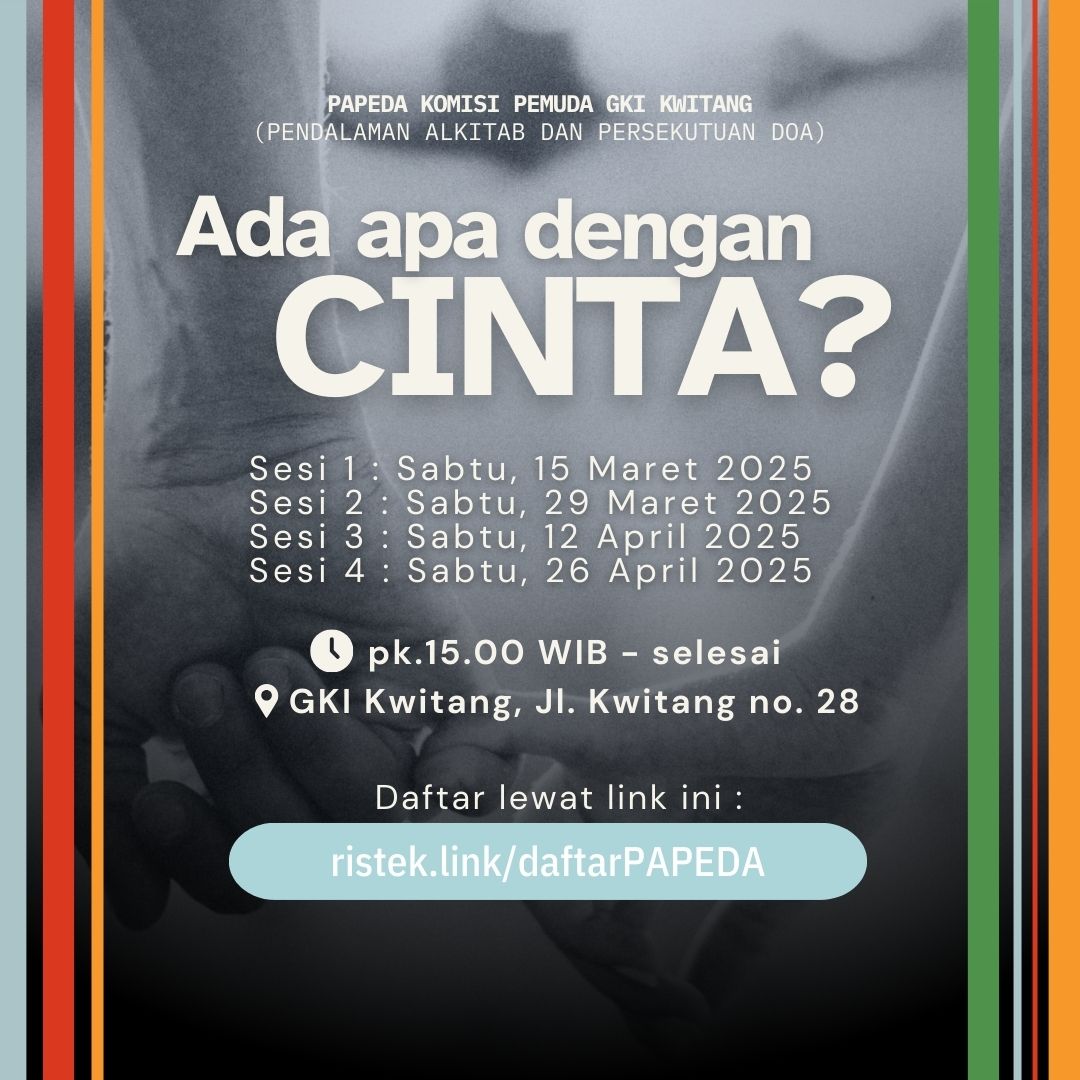 PAPEDA KOMISI PEMUDA GKI KWITANG
(PENDALAMAN ALKITAB DAN PERSEKUTUAN DOA)
Ada apa dengan
CINTA?
Sesi 1 : Sabtu, 15 Maret 2025
Sesi 2 : Sabtu, 29 Maret 2025
Sesi 3 : Sabtu, 12 April 2025
Sesi 4 : Sabtu, 26 April 2025
pk.15.00 WIB - selesai
GKI Kwitang, Jl. Kwitang no. 28
Daftar lewat link ini :
ristek.link/daftarPAPEDA